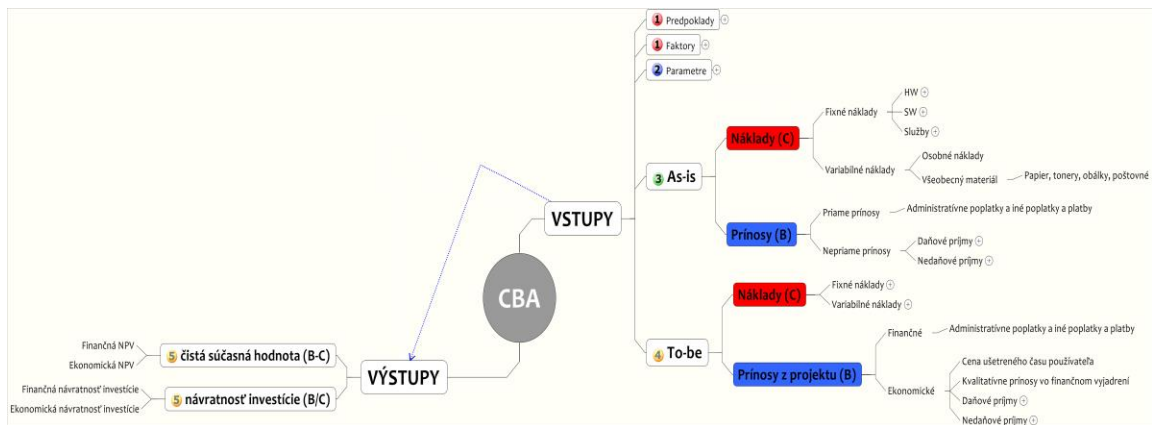 1 Predpoklady
1 Faktory
2 Parametre
HW
Fixné náklady
SW
Služby
Náklady (C)
Osobné náklady
Variabilné náklady
Všeobecný materiál
Papier, tonery, obálky, poštovné
3 As-is
Priame prínosy
Administratívne poplatky a iné poplatky a platby
Prínosy (B)
Nepriame prínosy
Daňové príjmy
Nedaňové príjmy
VSTUPY
CBA
Náklady (C)
Fixné náklady
Variabilné náklady
4 To-be
Finančné
Administratívne poplatky a iné poplatky a platby
Prínosy z projektu (B)
Cena ušetreného času používateľa
Kvalitatívne prínosy vo finančnom vyjadrení
Ekonomické
Daňové príjmy
Nedaňové príjmy
VÝSTUPY
5 čistá súčasná hodnota (B-C)
Finančná NPV
Ekonomická NPV
5 návratnosť investície (B/C)
Finančná návratnosť investície
Ekonomická návratnosť investície